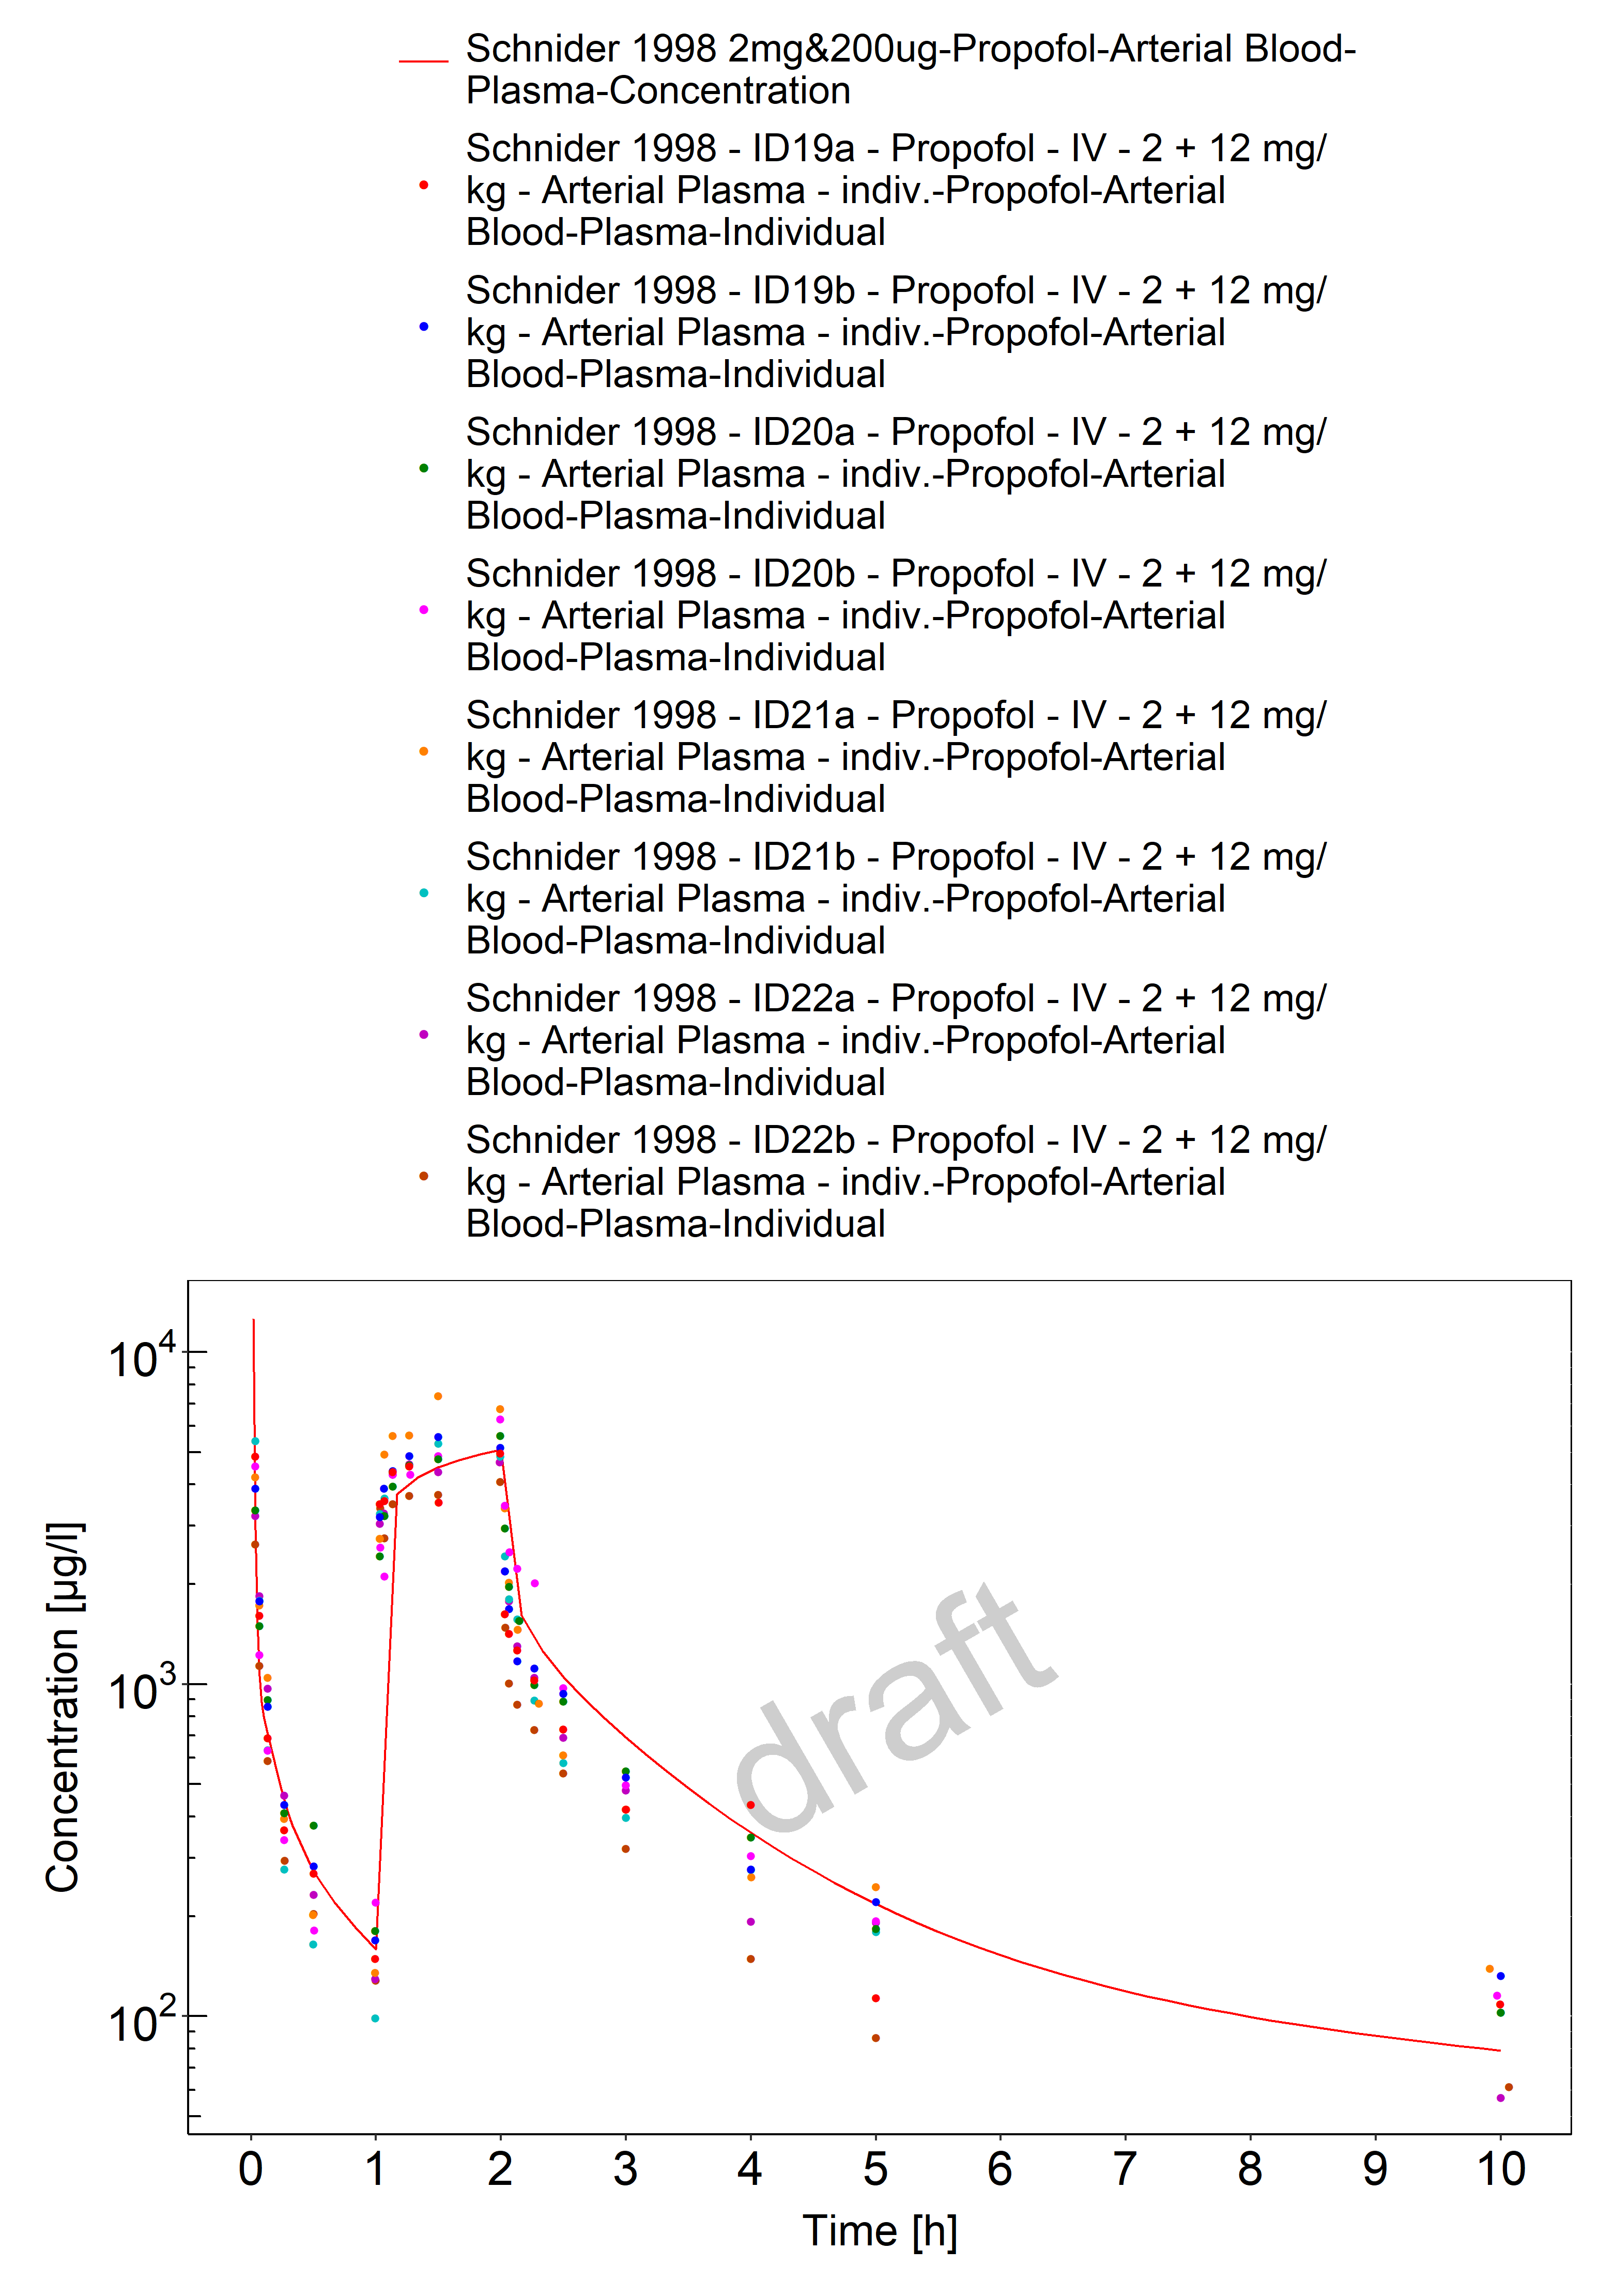 Schnider 1998 2mg&200ug-Propofol-Arterial Blood-
Plasma-Concentration
Schnider 1998 - ID19a - Propofol - IV - 2 + 12 mg/
kg - Arterial Plasma - indiv.-Propofol-Arterial
Blood-Plasma-Individual
Schnider 1998 - ID19b - Propofol - IV - 2 + 12 mg/
kg - Arterial Plasma - indiv.-Propofol-Arterial
Blood-Plasma-Individual
Schnider 1998 - ID20a - Propofol - IV - 2 + 12 mg/
kg - Arterial Plasma - indiv.-Propofol-Arterial
Blood-Plasma-Individual
Schnider 1998 - ID20b - Propofol - IV - 2 + 12 mg/
kg - Arterial Plasma - indiv.-Propofol-Arterial
Blood-Plasma-Individual
Schnider 1998 - ID21a - Propofol - IV - 2 + 12 mg/
kg - Arterial Plasma - indiv.-Propofol-Arterial
Blood-Plasma-Individual
Schnider 1998 - ID21b - Propofol - IV - 2 + 12 mg/
kg - Arterial Plasma - indiv.-Propofol-Arterial
Blood-Plasma-Individual
Schnider 1998 - ID22a - Propofol - IV - 2 + 12 mg/
kg - Arterial Plasma - indiv.-Propofol-Arterial
Blood-Plasma-Individual
Schnider 1998 - ID22b - Propofol - IV - 2 + 12 mg/
kg - Arterial Plasma - indiv.-Propofol-Arterial
Blood-Plasma-Individual
Concentration [µg/l]
10^4
10^3
10^2
draft
0 1 2 3 4 5 6 7 8 9 10
Time [h]